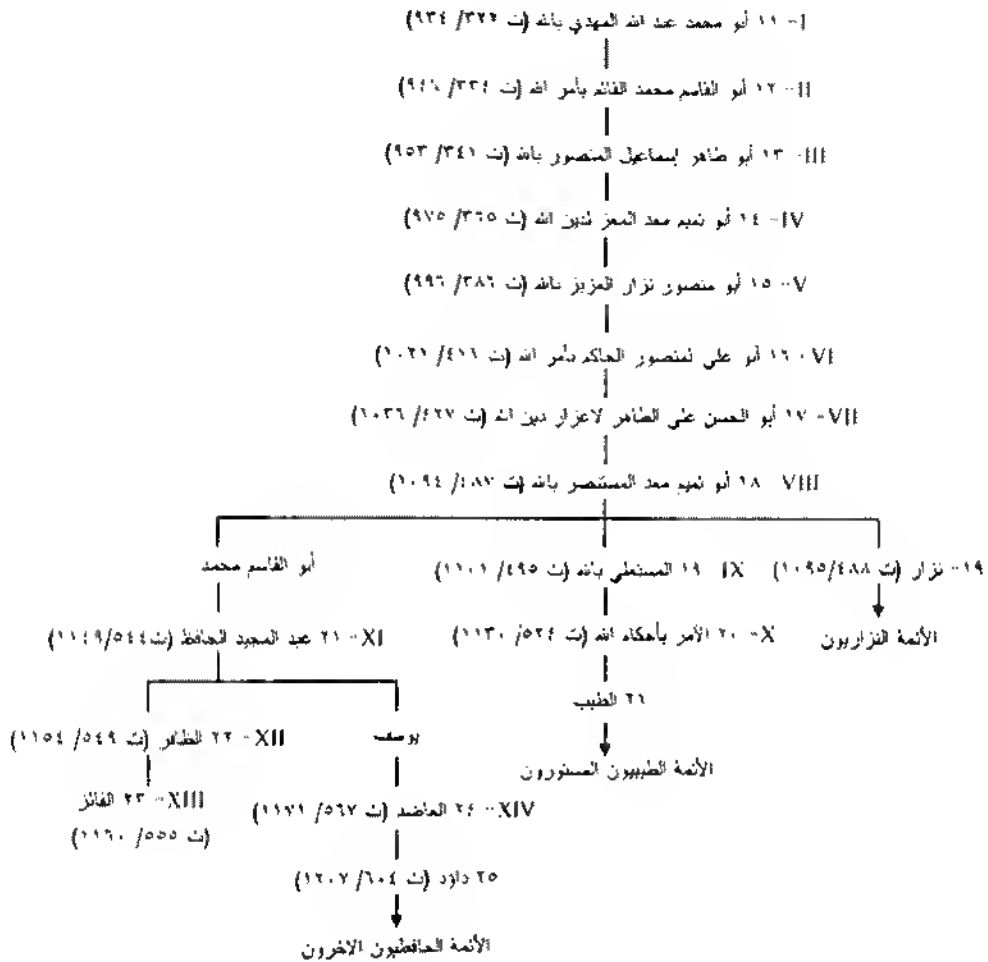 I- ١١ أبو محمد عبد الله المهدي بالله (ت ٣٢٢/ ٩٣٤)
II- ١٢ أبو القاسم محمد القائم بأمر الله (ت ٣٣٤/ ٩٤٦)
III- ١٣ أبو طاهر إسماعيل المنصور بالله (ت ٣٤١/ ٩٥٣)
IV- ١٤ أبو تميم معد المعز لدين الله (ت ٣٦٥/ ٩٧٥)
V- ١٥ أبو منصور نزار العزيز بالله (ت ٣٨٦/ ٩٩٦)
VI- ١٦ أبو علي المنصور الحاكم بأمر الله (ت ٤١١/ ١٠٢١)
VII- ١٧ أبو الحسن علي الظاهر لاعزاز دين الله (ت ٤٢٧/ ١٠٣٦)
VIII ١٨ أبو تميم معد المستنصر بالله (ت ٤٨٧/ ١٠٩٤)
١٩- نزار (ت ٤٨٨/١٠٩٥)
IX ١٩ المستعلي بالله (ت ٤٩٥/ ١١٠١)
أبو القاسم محمد
الأئمة النزاريون
X- ٢٠ الآمر بأحكام الله (ت ٥٢٤/ ١١٣٠)
XI- ٢١ عبد المجيد الحافظ (ت ٥٤٤/١١٤٩)
٢١ الطيب
يوسف
XII- ٢٢ الظافر (ت ٥٤٩/ ١١٥٤)
الأئمة الطيبيون المستورون
XIV- ٢٤ العاضد (ت ٥٦٧/ ١١٧١)
XIII- ٢٣ الفائز
(ت ٥٥٥/ ١١٦٠)
٢٥ داؤد (ت ٦٠٤/ ١٢٠٧)
الأئمة الحافظيون الاخرون